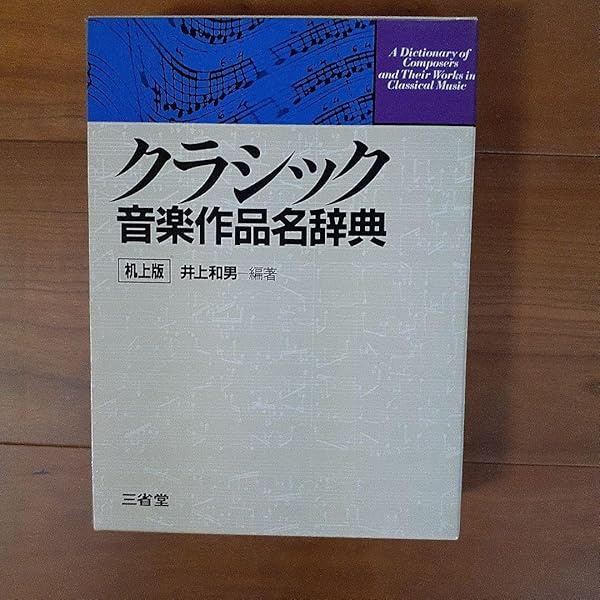 A Dictionary of
Composers
and Their Works in
Classical Music
クラシック
音楽作品名辞典
机上版 井上和男―編著
三省堂